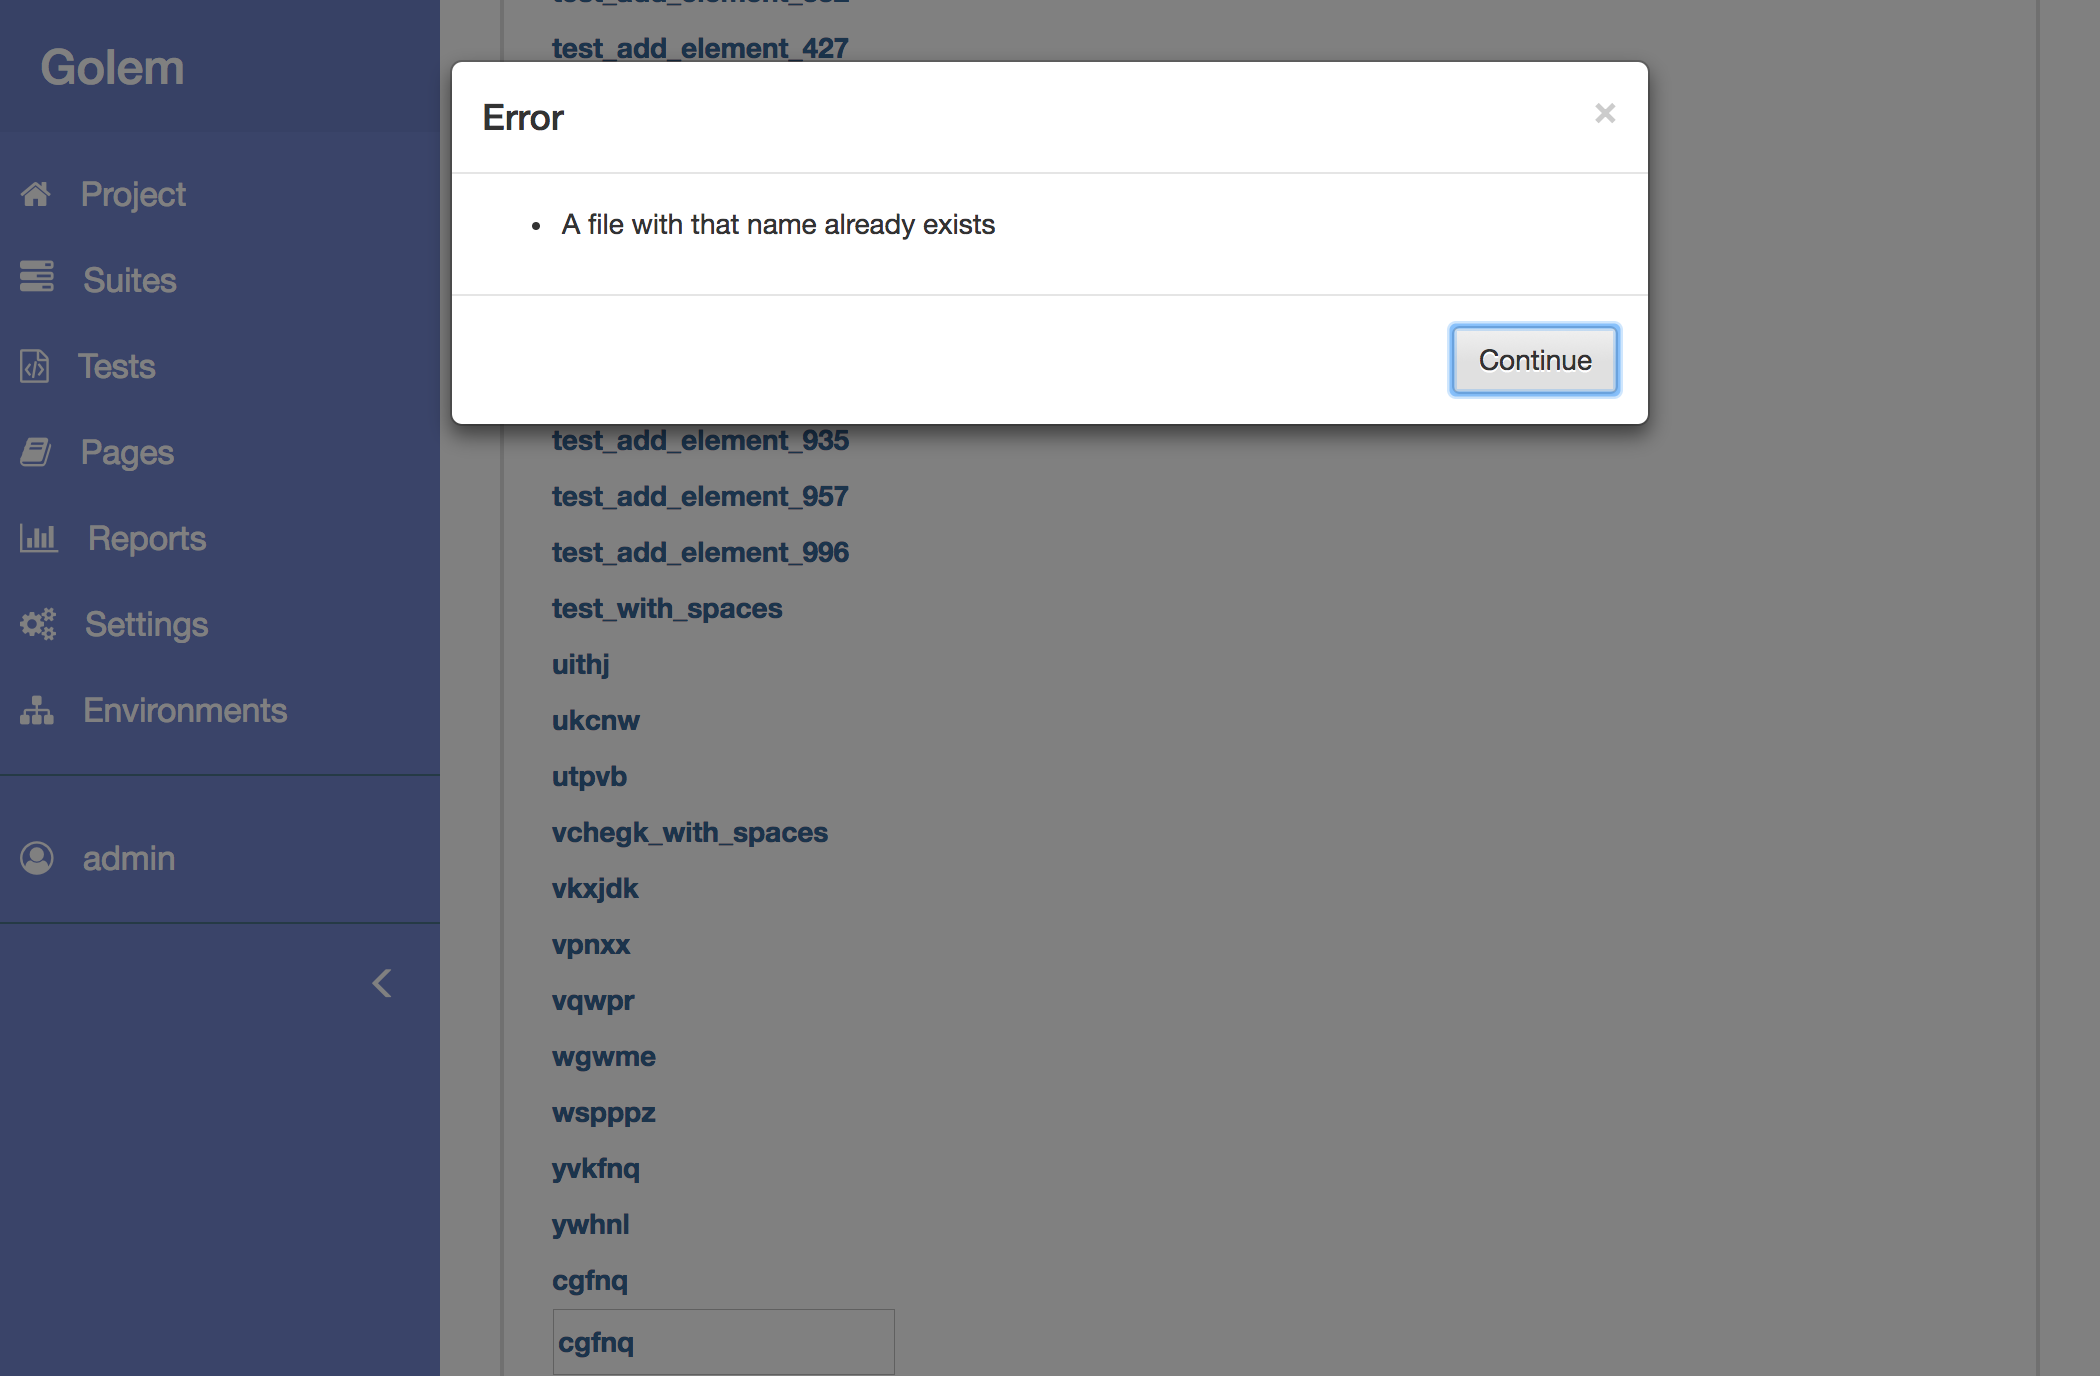 Golem
Project
Suites
Tests
Pages
Reports
Settings
Environments
admin
test_add_element_427
Error
×
• A file with that name already exists
Continue
test_add_element_935
test_add_element_957
test_add_element_996
test_with_spaces
uithj
ukcnw
utpvb
vchegk_with_spaces
vkxjdk
vpnxx
vqwpr
wgwme
wspppz
yvkfnq
ywhnl
cgfnq
cgfnq